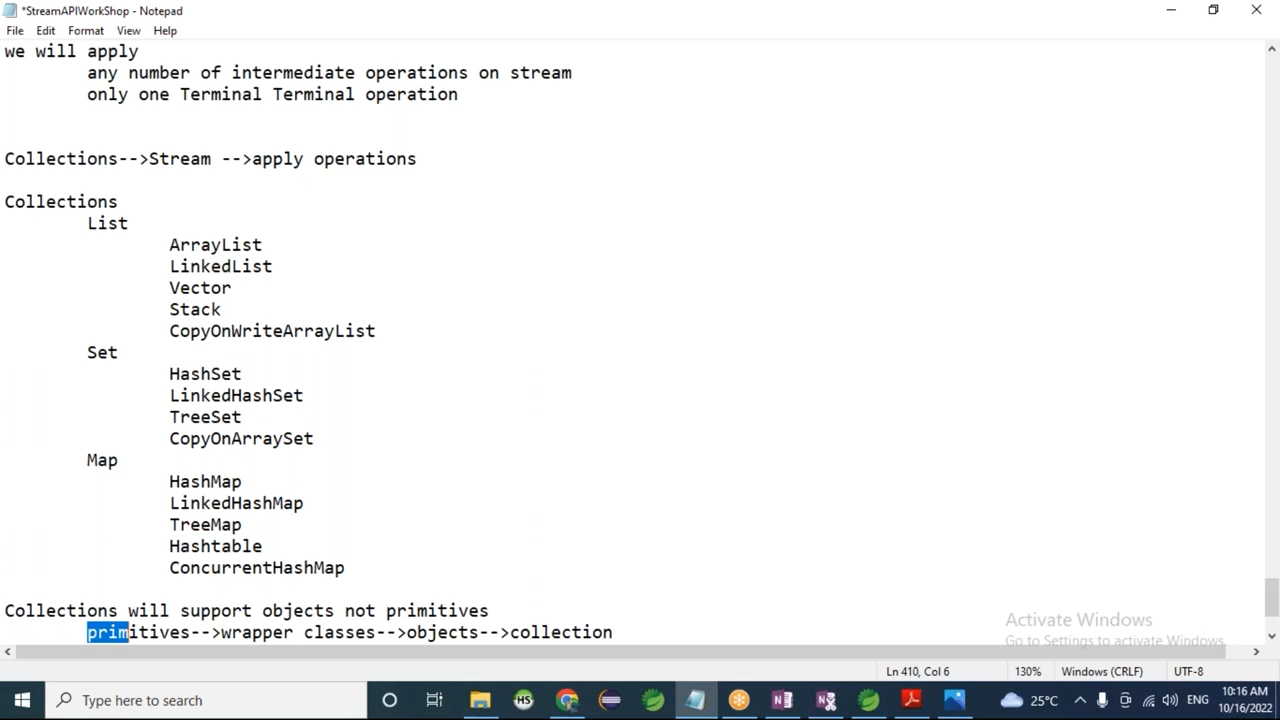 *StreamAPIWorkShop - Notepad
File Edit Format View Help
we will apply
any number of intermediate operations on stream
only one Terminal Terminal operation
Collections-->Stream -->apply operations
Collections
List
ArrayList
LinkedList
Vector
Stack
CopyOnWriteArrayList
Set
HashSet
LinkedHashSet
TreeSet
CopyOnArraySet
Map
HashMap
LinkedHashMap
TreeMap
Hashtable
ConcurrentHashMap
Collections will support objects not primitives
primitives-->wrapper classes-->objects-->collection
Activate Windows
Go to Settings to activate Windows.
Ln 410, Col 6 130% Windows (CRLF) UTF-8
Type here to search
HS
25°C
ENG
10:16 AM
10/16/2022